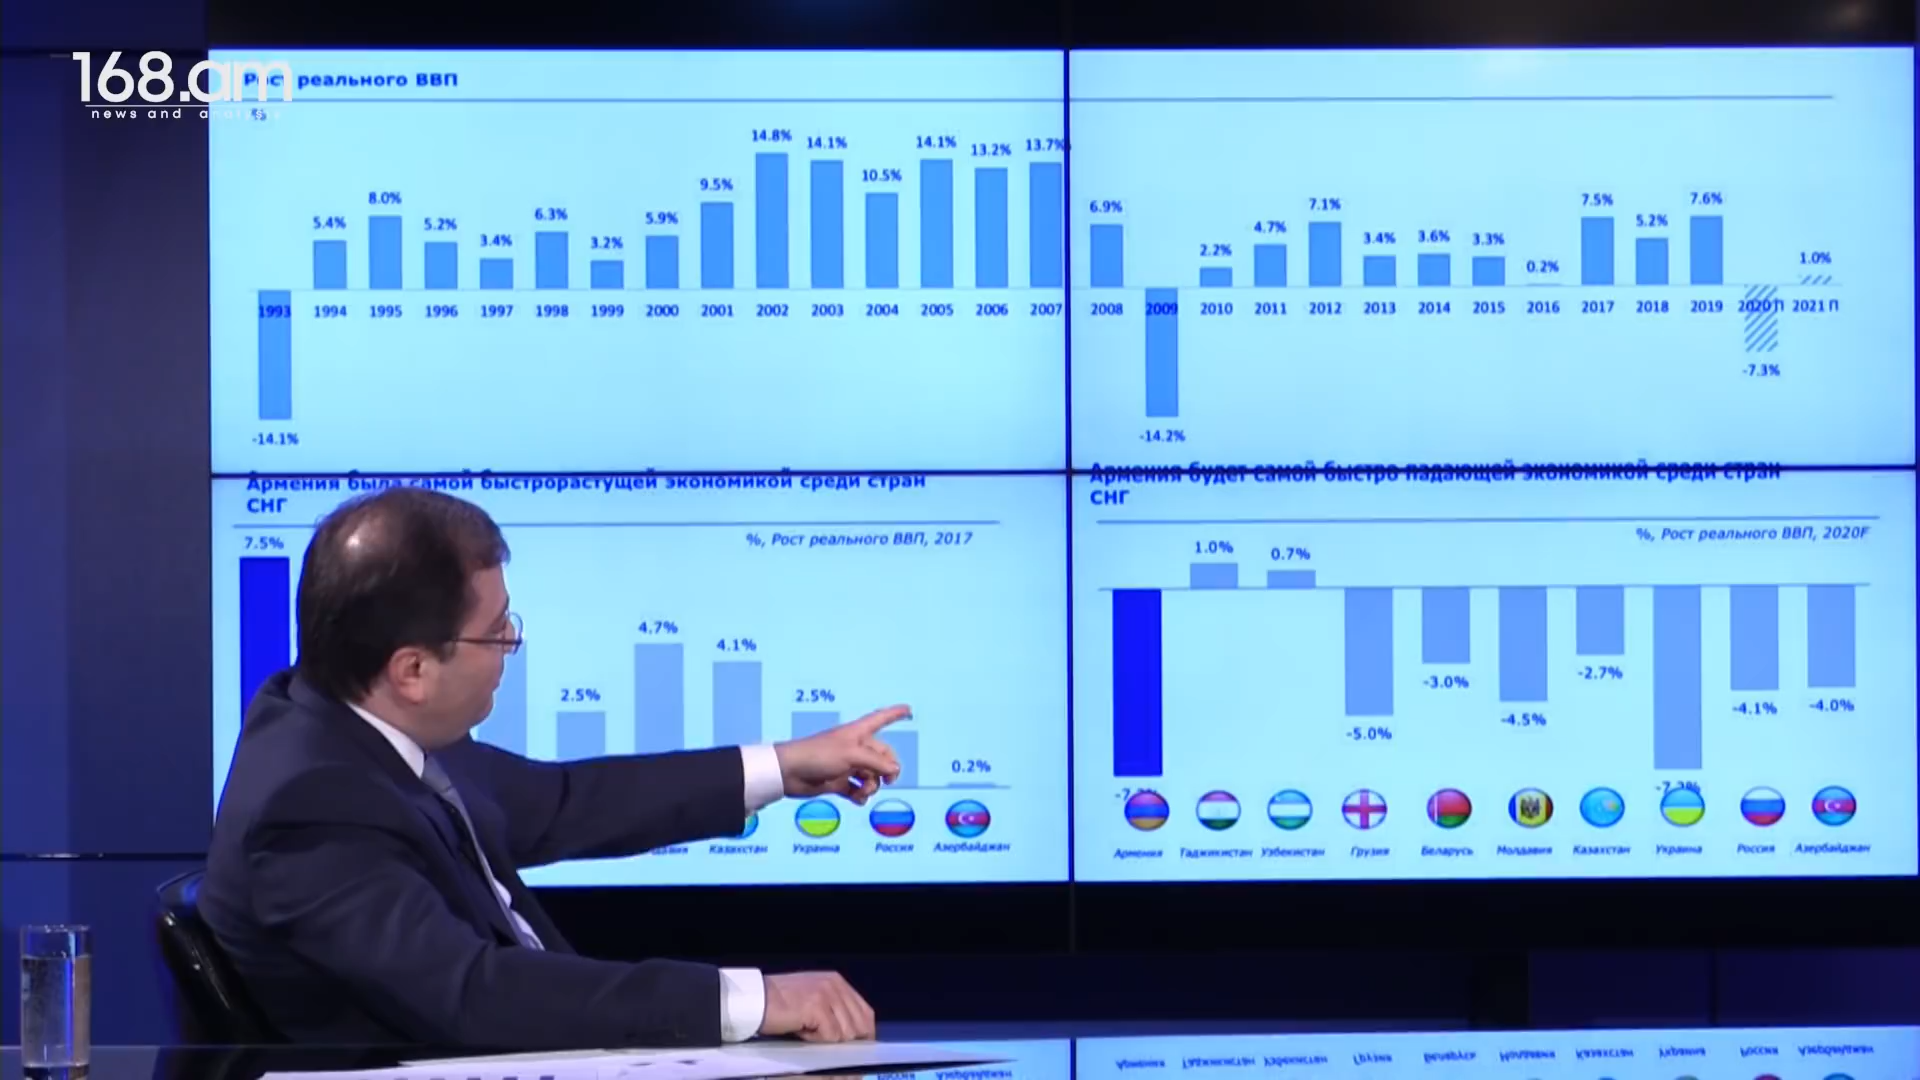 168.am
news and analysis
Рост реального ВВП
%
14.8% 14.1% 14.1% 13.2% 13.7%
10.5%
9.5%
8.0%
5.4% 5.2% 3.4% 6.3% 3.2% 5.9%
1993 1994 1995 1996 1997 1998 1999 2000 2001 2002 2003 2004 2005 2006 2007
-14.1%
6.9% 2.2% 4.7% 7.1% 3.4% 3.6% 3.3% 0.2% 7.5% 5.2% 7.6% 1.0%
2008 2009 2010 2011 2012 2013 2014 2015 2016 2017 2018 2019 2020 П 2021 П
-7.3%
-14.2%
Армения была самой быстрорастущей экономикой среди стран
СНГ
%, Рост реального ВВП, 2017
7.5%
2.5% 4.7% 4.1% 2.5% 0.2%
Казахстан Украина Россия Азербайджан
Армения будет самой быстро падающей экономикой среди стран
СНГ
%, Рост реального ВВП, 2020F
1.0% 0.7%
-5.0% -3.0% -4.5% -2.7% -4.1% -4.0%
Армения Таджикистан Узбекистан Грузия Беларусь Молдавия Казахстан Украина Россия Азербайджан